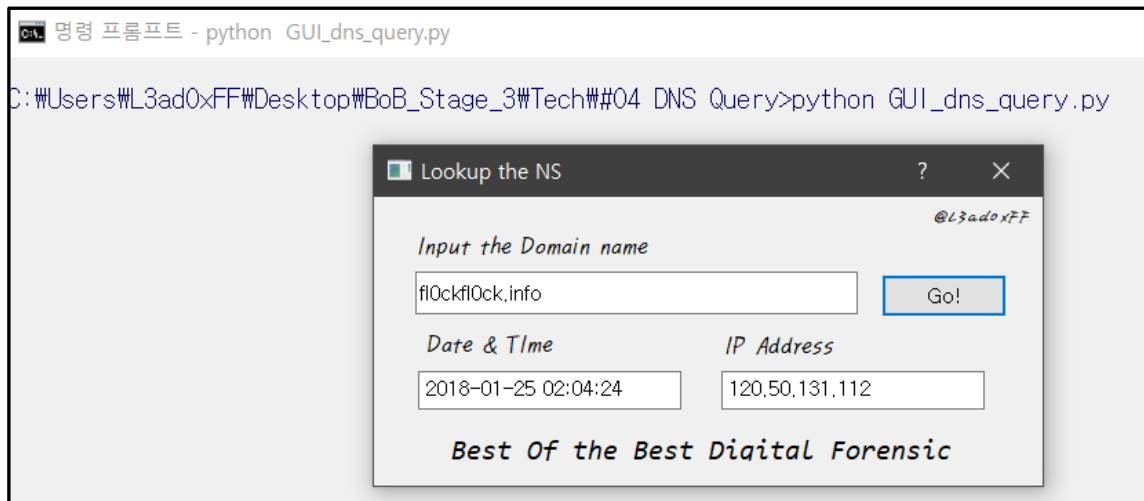 명령 프롬프트 - python GUI_dns_query.py
C:₩Users₩L3ad0xFF₩Desktop₩BoB_Stage_3₩Tech₩#04 DNS Query>python GUI_dns_query.py
Lookup the NS ? ×
@L3ad0xFF
Input the Domain name
fl0ckfl0ck.info Go!
Date & TIme IP Address
2018-01-25 02:04:24 120.50.131.112
Best Of the Best Digital Forensic